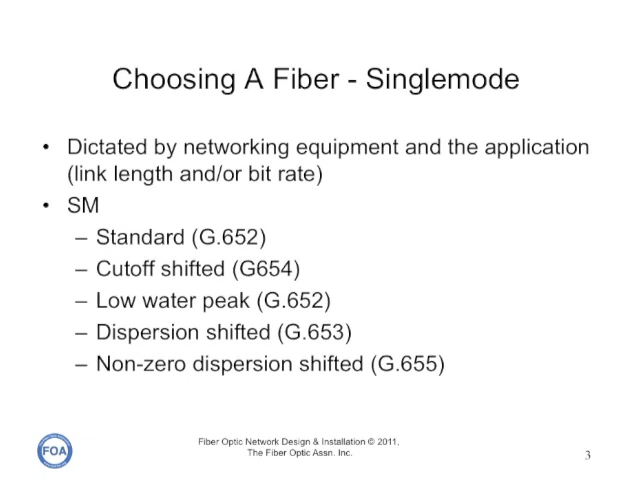 Choosing A Fiber - Singlemode
• Dictated by networking equipment and the application
(link length and/or bit rate)
• SM
– Standard (G.652)
– Cutoff shifted (G654)
– Low water peak (G.652)
– Dispersion shifted (G.653)
– Non-zero dispersion shifted (G.655)
FOA
Fiber Optic Network Design & Installation © 2011,
The Fiber Optic Assn. Inc.
3